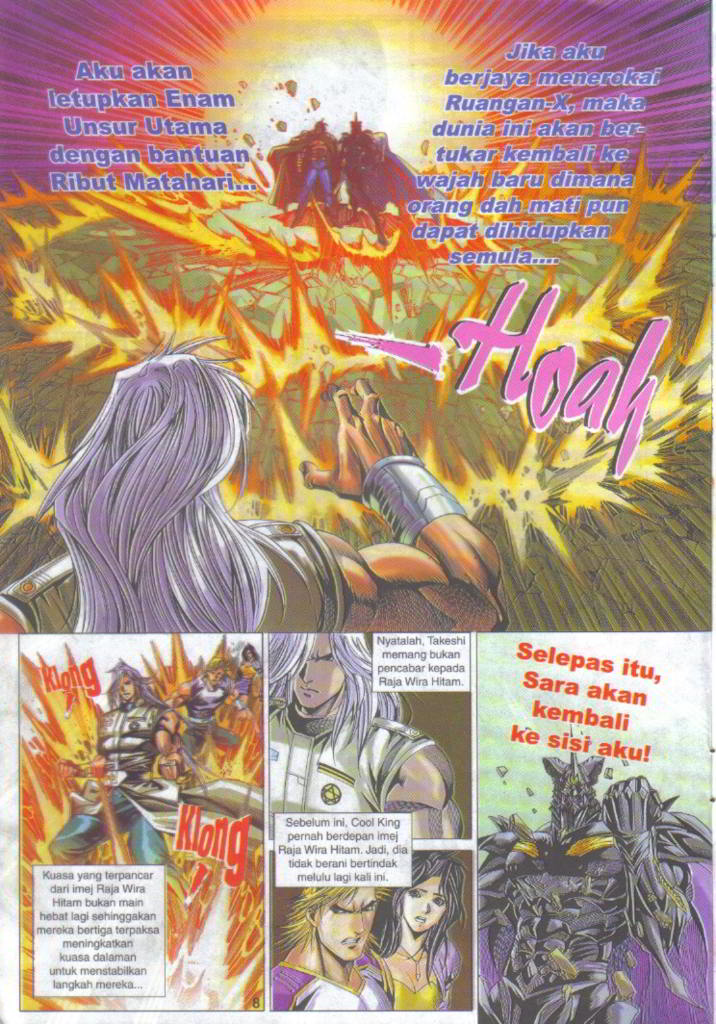 Aku akan
letupkan Enam
Unsur Utama
dengan bantuan
Ribut Matahari...
Jika aku
berjaya menerokai
Ruangan-X, maka
dunia ini akan ber-
tukar kembali ke
wajah baru dimana
orang dah mati pun
dapat dihidupkan
semula....
Hoah
Klong
Klong
Kuasa yang terpancar
dari imej Raja Wira
Hitam bukan main
hebat lagi sehinggakan
mereka bertiga terpaksa
meningkatkan
kuasa dalaman
untuk menstabilkan
langkah mereka...
Nyatalah, Takeshi
memang bukan
pencabar kepada
Raja Wira Hitam.
Sebelum ini, Cool King
pernah berdepan imej
Raja Wira Hitam. Jadi, dia
tidak berani bertindak
melulu lagi kali ini.
Selepas itu,
Sara akan
kembali
ke sisi aku!
8